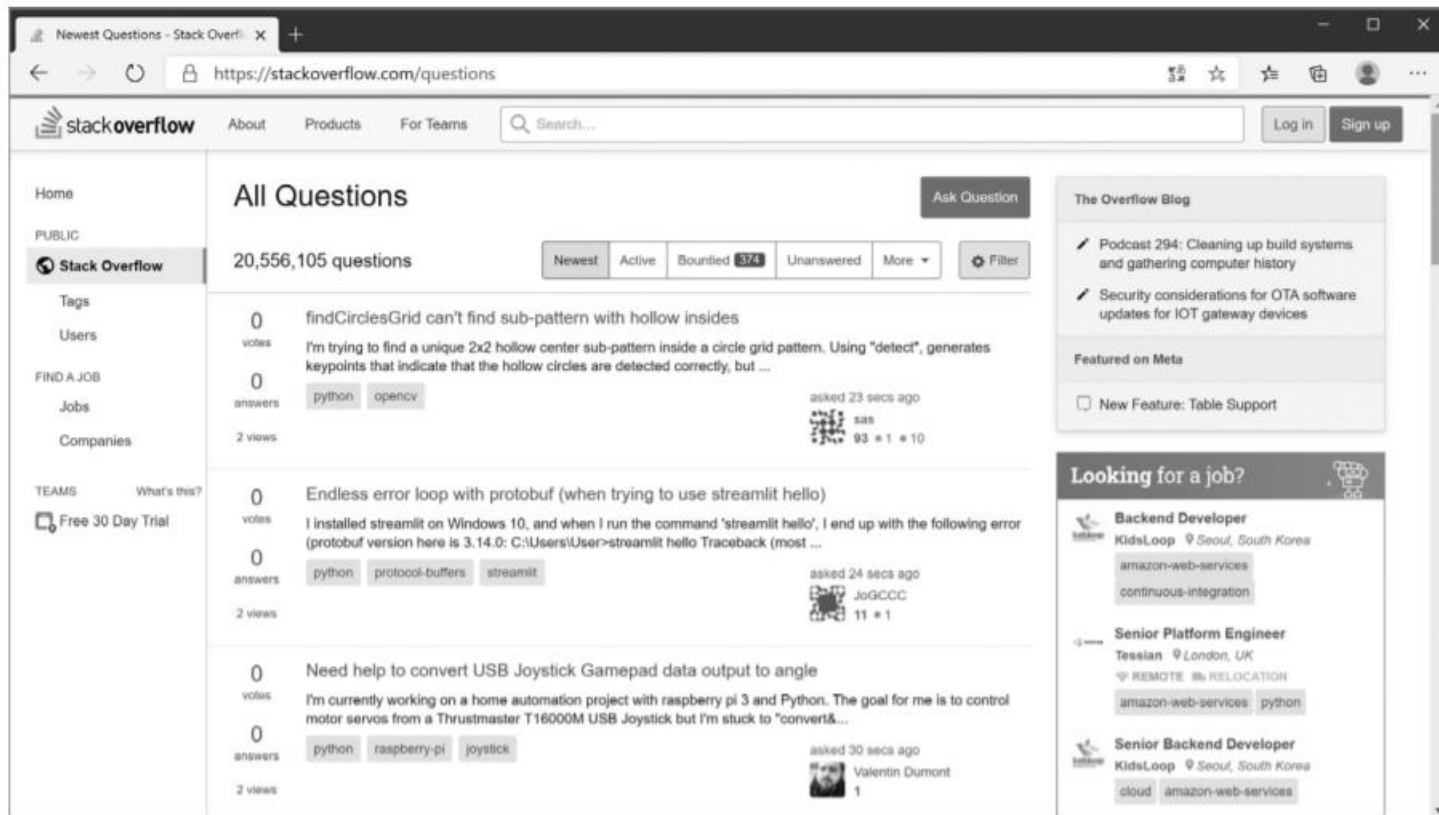 Newest Questions - Stack Overfl
https://stackoverflow.com/questions
stackoverflow
About
Products
For Teams
Search...
Log in
Sign up
Home
PUBLIC
Stack Overflow
Tags
Users
FIND A JOB
Jobs
Companies
TEAMS
What's this?
Free 30 Day Trial
All Questions
Ask Question
20,556,105 questions
Newest
Active
Bountied 374
Unanswered
More
Filter
0
votes
0
answers
2 views
findCirclesGrid can't find sub-pattern with hollow insides
I'm trying to find a unique 2x2 hollow center sub-pattern inside a circle grid pattern. Using "detect", generates
keypoints that indicate that the hollow circles are detected correctly, but ...
python opencv
asked 23 secs ago
sas
93 1 10
0
votes
0
answers
2 views
Endless error loop with protobuf (when trying to use streamlit hello)
I installed streamlit on Windows 10, and when I run the command 'streamlit hello', I end up with the following error
(protobuf version here is 3.14.0: C:\Users\User>streamlit hello Traceback (most ...
python protocol-buffers streamlit
asked 24 secs ago
JoGCCC
11 1
0
votes
0
answers
2 views
Need help to convert USB Joystick Gamepad data output to angle
I'm currently working on a home automation project with raspberry pi 3 and Python. The goal for me is to control
motor servos from a Thrustmaster T16000M USB Joystick but I'm stuck to "convert&...
python raspberry-pi joystick
asked 30 secs ago
Valentin Dumont
1
The Overflow Blog
Podcast 294: Cleaning up build systems
and gathering computer history
Security considerations for OTA software
updates for IOT gateway devices
Featured on Meta
New Feature: Table Support
Looking for a job?
Backend Developer
KidsLoop Seoul, South Korea
amazon-web-services
continuous-integration
Senior Platform Engineer
Tessian London, UK
REMOTE RELOCATION
amazon-web-services python
Senior Backend Developer
KidsLoop Seoul, South Korea
cloud amazon-web-services